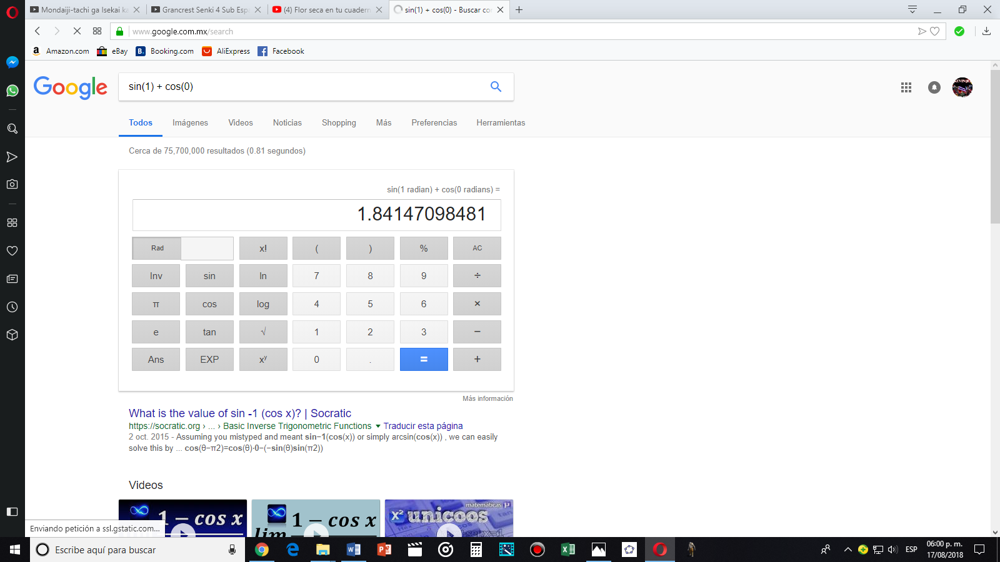 Mondaiji-tachi ga Isekai ka
Grancrest Senki 4 Sub Espa
(4) Flor seca en tu cuadern
sin(1) + cos(0) - Buscar con
www.google.com.mx/search
Amazon.com
eBay
Booking.com
AliExpress
Facebook
Google
sin(1) + cos(0)
Todos
Imágenes
Videos
Noticias
Shopping
Más
Preferencias
Herramientas
Cerca de 75,700,000 resultados (0.81 segundos)
sin(1 radian) + cos(0 radians) =
1.84147098481
Rad x! ( ) % AC
Inv sin ln 7 8 9 ÷
π cos log 4 5 6 ×
e tan √ 1 2 3 −
Ans EXP xʸ 0 . = +
Más información
What is the value of sin -1 (cos x)? | Socratic
https://socratic.org › ... › Basic Inverse Trigonometric Functions ▼ Traducir esta página
2 oct. 2015 - Assuming you mistyped and meant sin−1(cos(x)) or simply arcsin(cos(x)) , we can easily
solve this by ... cos(θ−π2)=cos(θ)·0−(−sin(θ)sin(π2))
Videos
1 − cos x
lim
1 − cos x
lim
matemáticas
x² unicoos
Enviando petición a ssl.gstatic.com...
Escribe aquí para buscar
ESP
06:00 p. m.
17/08/2018